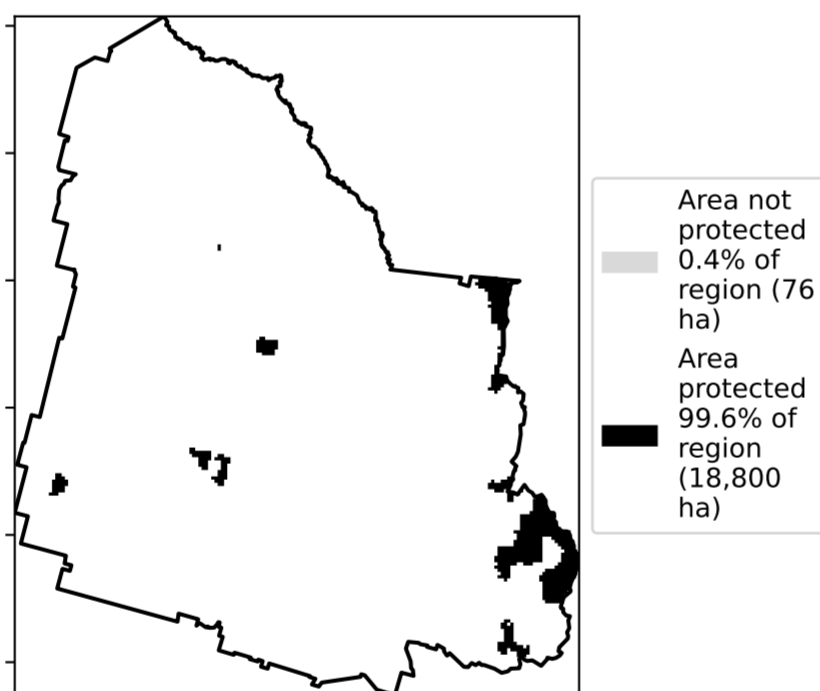 Area not
protected
0.4% of
region (76
ha)
Area
protected
99.6% of
region
(18,800
ha)